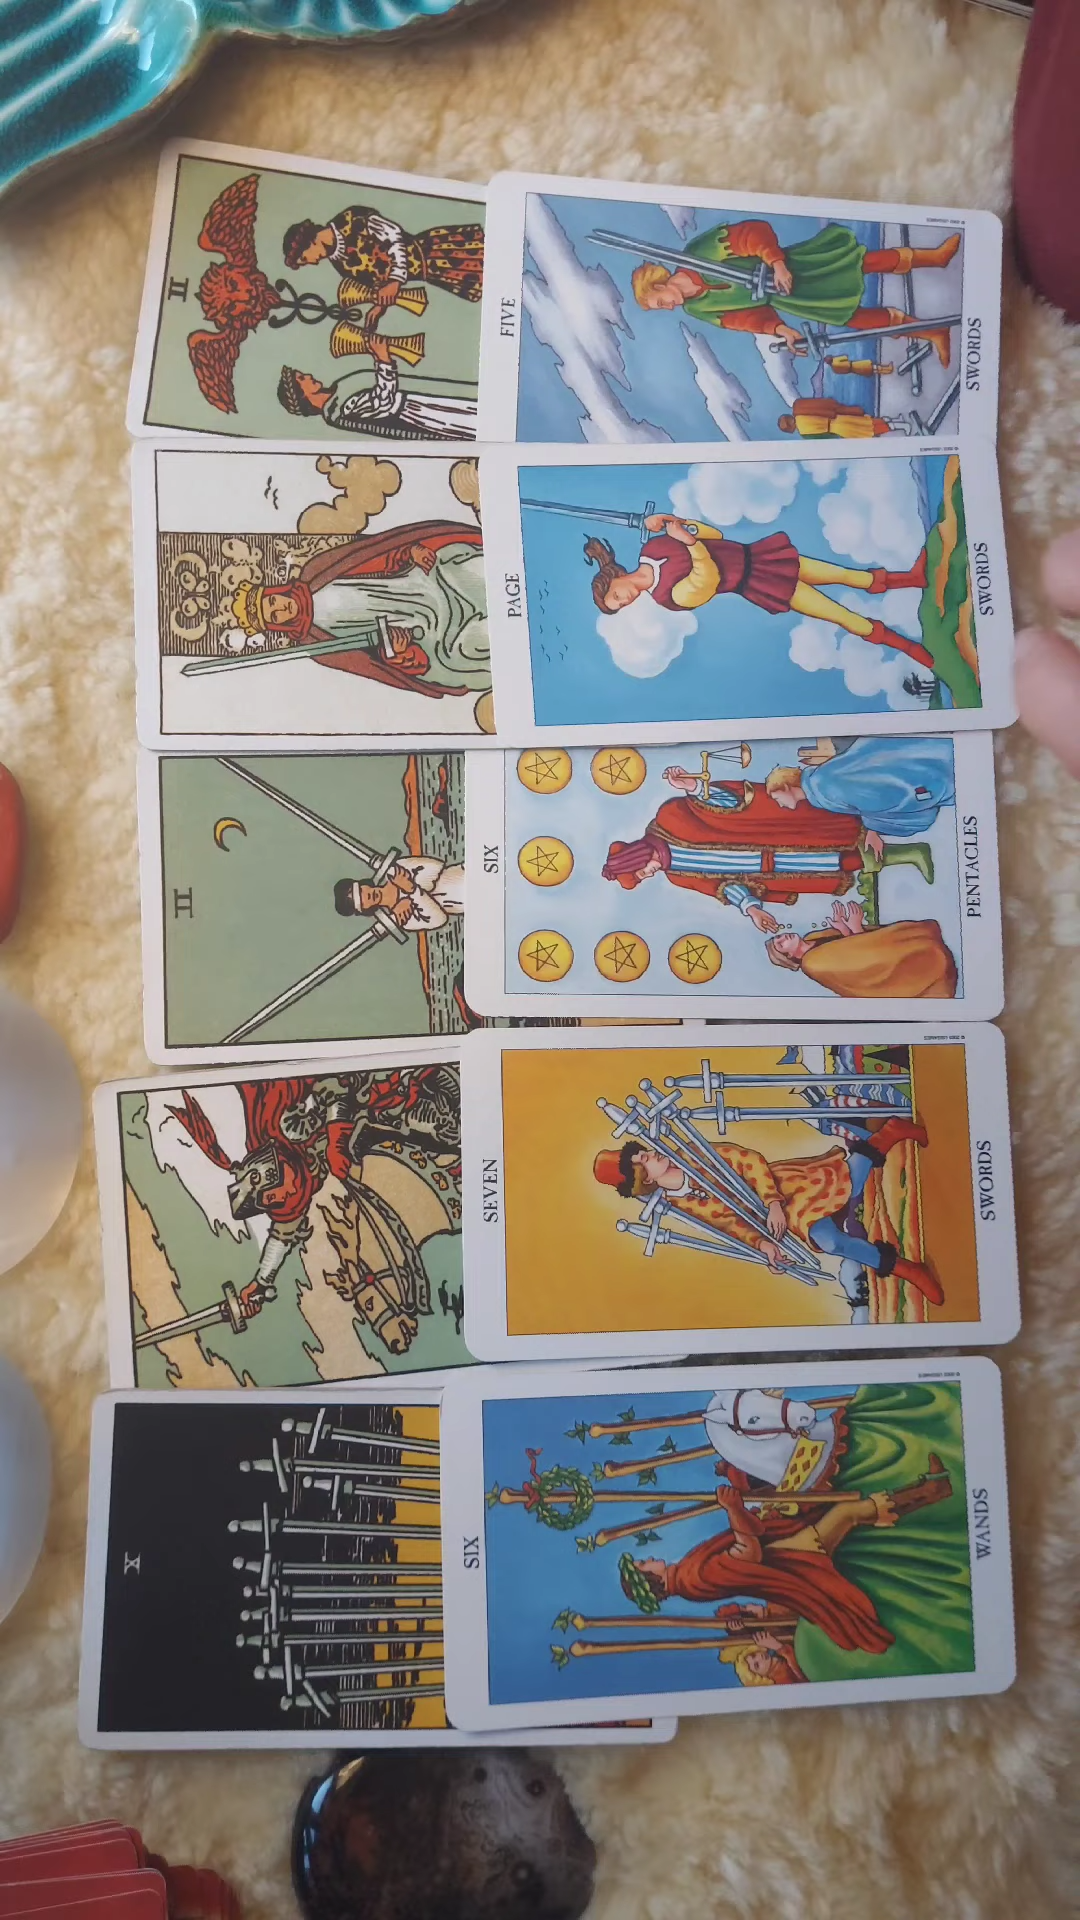 II
FIVE
SWORDS
PAGE
SWORDS
II
SIX
PENTACLES
SEVEN
SWORDS
X
SIX
WANDS